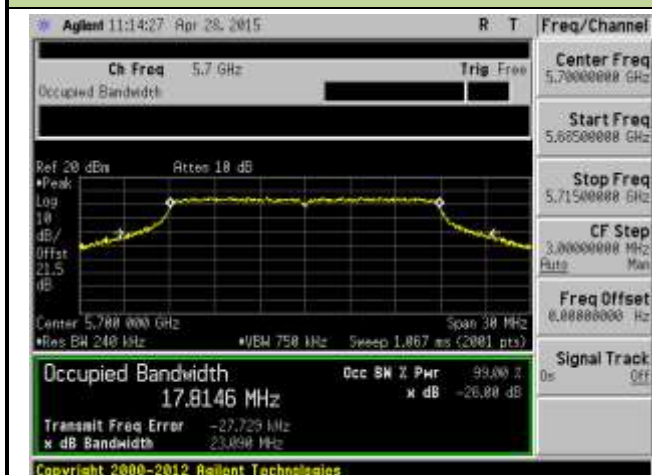 Agilent 11:14:27 Apr 28, 2015 R T
Freq/Channel
Ch Freq 5.7 GHz Trig Free
Occupied Bandwidth
Center Freq
5.70000000 GHz
Start Freq
5.68500000 GHz
Stop Freq
5.71500000 GHz
CF Step
3.00000000 MHz
Auto Man
Freq Offset
0.00000000 Hz
Signal Track
On Off
Ref 20 dBm Atten 10 dB
#Peak
Log
10
dB/
Offst
21.5
dB
Center 5.700 000 GHz Span 30 MHz
#Res BW 240 kHz #VBW 750 kHz Sweep 1.067 ms (2001 pts)
Occupied Bandwidth
17.8146 MHz
Occ BW % Pwr 99.00 %
x dB -26.00 dB
Transmit Freq Error -27.729 kHz
x dB Bandwidth 23.090 MHz
Copyright 2000-2012 Agilent Technologies